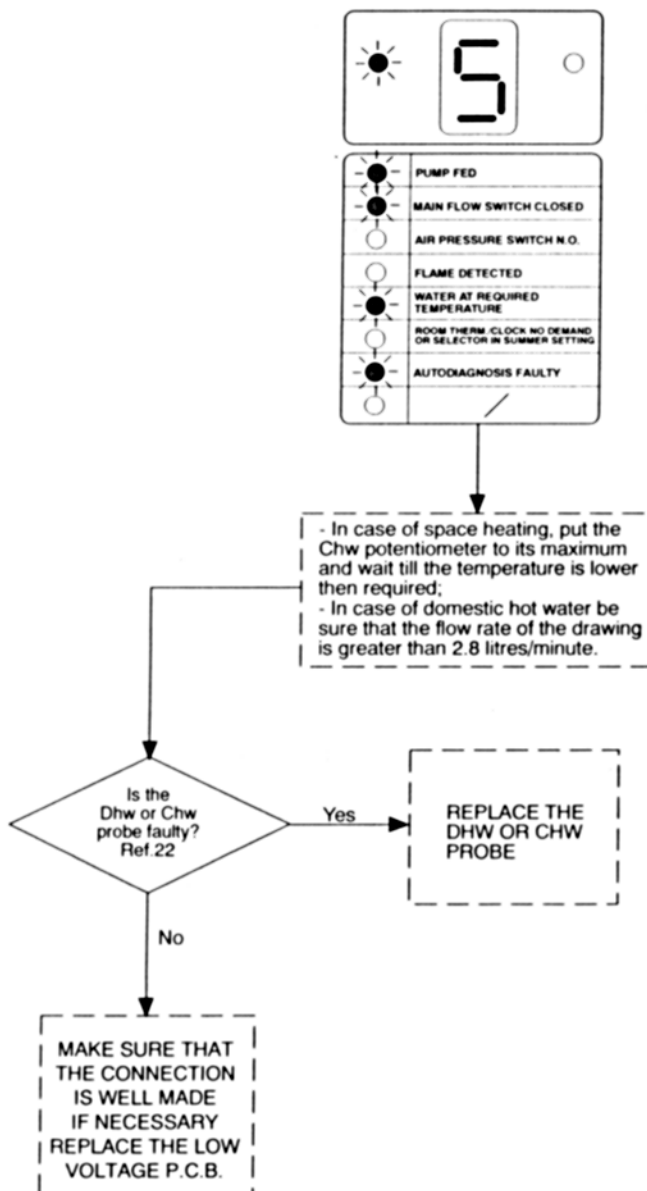 5
PUMP FED
MAIN FLOW SWITCH CLOSED
AIR PRESSURE SWITCH N.O.
FLAME DETECTED
WATER AT REQUIRED
TEMPERATURE
ROOM THERM./CLOCK NO DEMAND
OR SELECTOR IN SUMMER SETTING
AUTODIAGNOSIS FAULTY
- In case of space heating, put the
Chw potentiometer to its maximum
and wait till the temperature is lower
then required;
- In case of domestic hot water be
sure that the flow rate of the drawing
is greater than 2.8 litres/minute.
Is the
Dhw or Chw
probe faulty?
Ref.22
Yes
REPLACE THE
DHW OR CHW
PROBE
No
MAKE SURE THAT
THE CONNECTION
IS WELL MADE
IF NECESSARY
REPLACE THE LOW
VOLTAGE P.C.B.